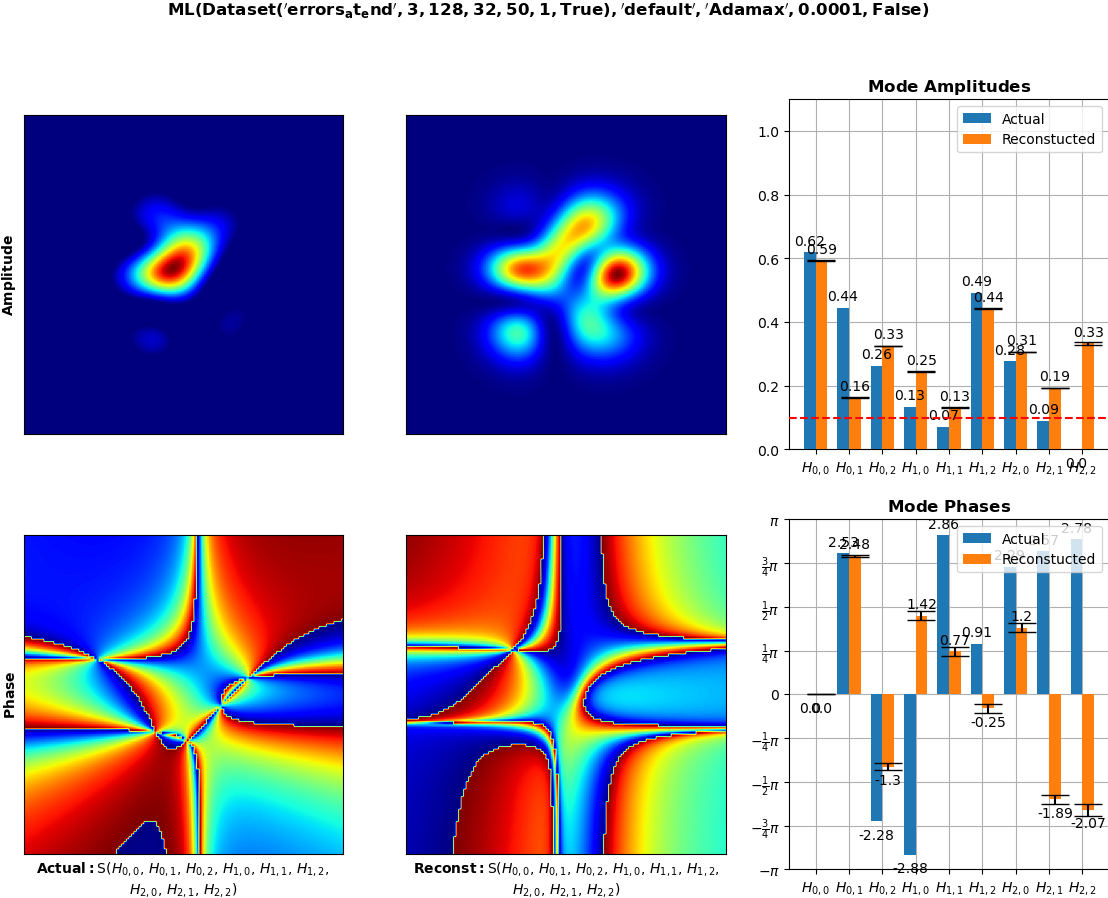 ML(Dataset('errors_at_end', 3, 128, 32, 50, 1, True), 'default', 'Adamax', 0.0001, False)
Amplitude
Mode Amplitudes
Actual
Reconstucted
1.0
0.8
0.6
0.4
0.2
0.0
0.62
0.59
0.44
0.16
0.26
0.33
0.13
0.25
0.07
0.13
0.49
0.44
0.28
0.31
0.09
0.19
0.0
0.33
H0,0 H0,1 H0,2 H1,0 H1,1 H1,2 H2,0 H2,1 H2,2
Phase
Mode Phases
Actual
Reconstucted
π
3/4π
1/2π
1/4π
0
−1/4π
−1/2π
−3/4π
−π
0.0
0.0
2.53
2.48
-2.28
-1.3
-2.88
1.42
2.86
0.77
0.91
-0.25
1.2
-1.89
2.78
-2.07
H0,0 H0,1 H0,2 H1,0 H1,1 H1,2 H2,0 H2,1 H2,2
Actual: S(H0,0, H0,1, H0,2, H1,0, H1,1, H1,2,
H2,0, H2,1, H2,2)
Reconst: S(H0,0, H0,1, H0,2, H1,0, H1,1, H1,2,
H2,0, H2,1, H2,2)